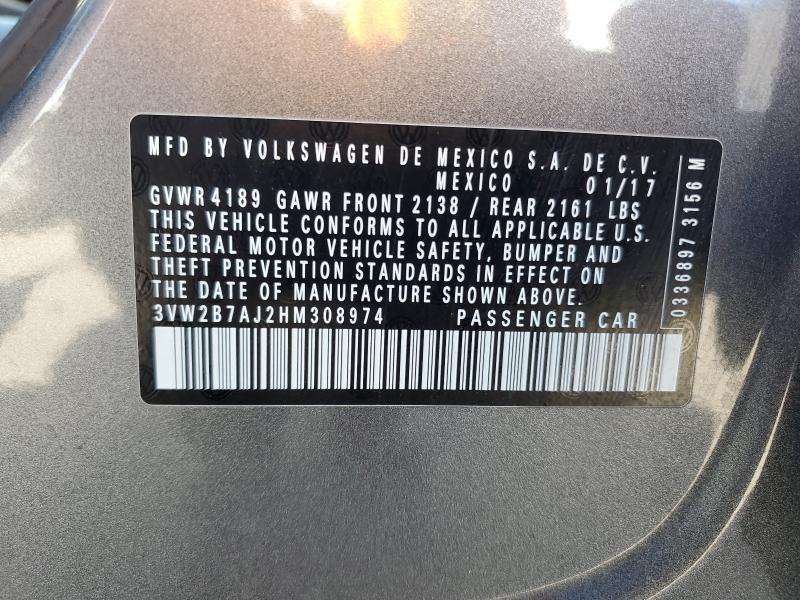 MFD BY VOLKSWAGEN DE MEXICO S.A. DE C.V.
MEXICO 01/17
GVWR 4189 GAWR FRONT 2138 / REAR 2161 LBS
THIS VEHICLE CONFORMS TO ALL APPLICABLE U.S.
FEDERAL MOTOR VEHICLE SAFETY, BUMPER AND
THEFT PREVENTION STANDARDS IN EFFECT ON
THE DATE OF MANUFACTURE SHOWN ABOVE.
3VW2B7AJ2HM308974 PASSENGER CAR
0336897 3156 M